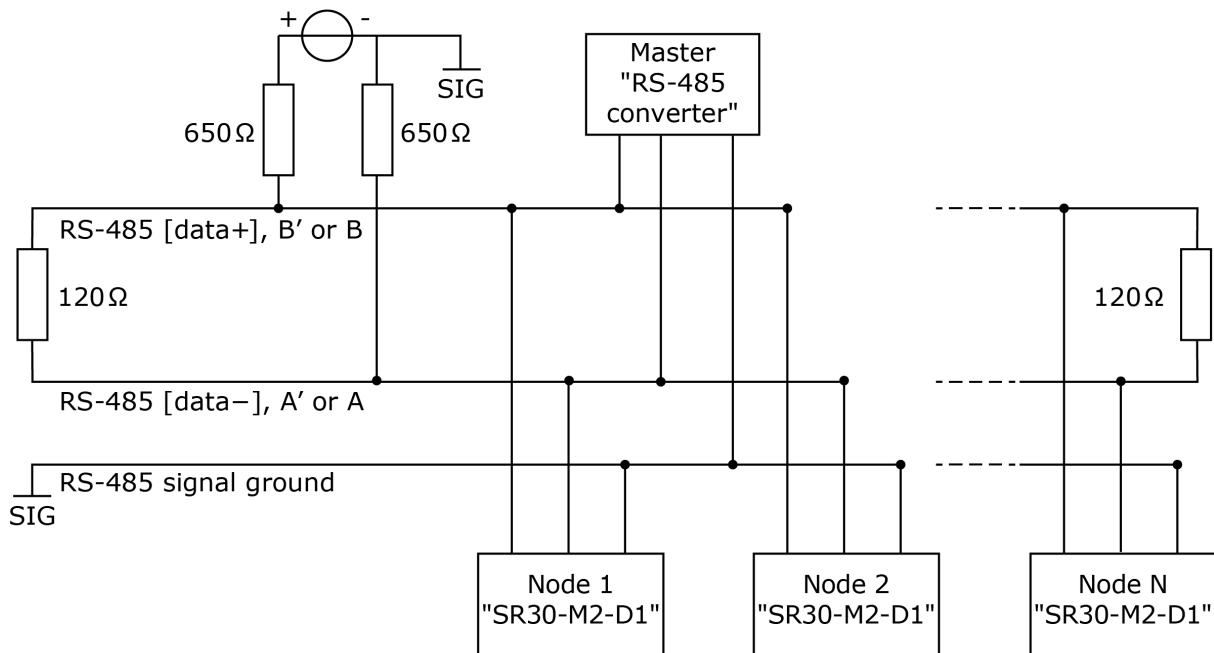 + -
SIG
Master
"RS-485
converter"
650Ω
650Ω
RS-485 [data+], B’ or B
120Ω
120Ω
RS-485 [data−], A’ or A
RS-485 signal ground
SIG
Node 1
"SR30-M2-D1"
Node 2
"SR30-M2-D1"
Node N
"SR30-M2-D1"